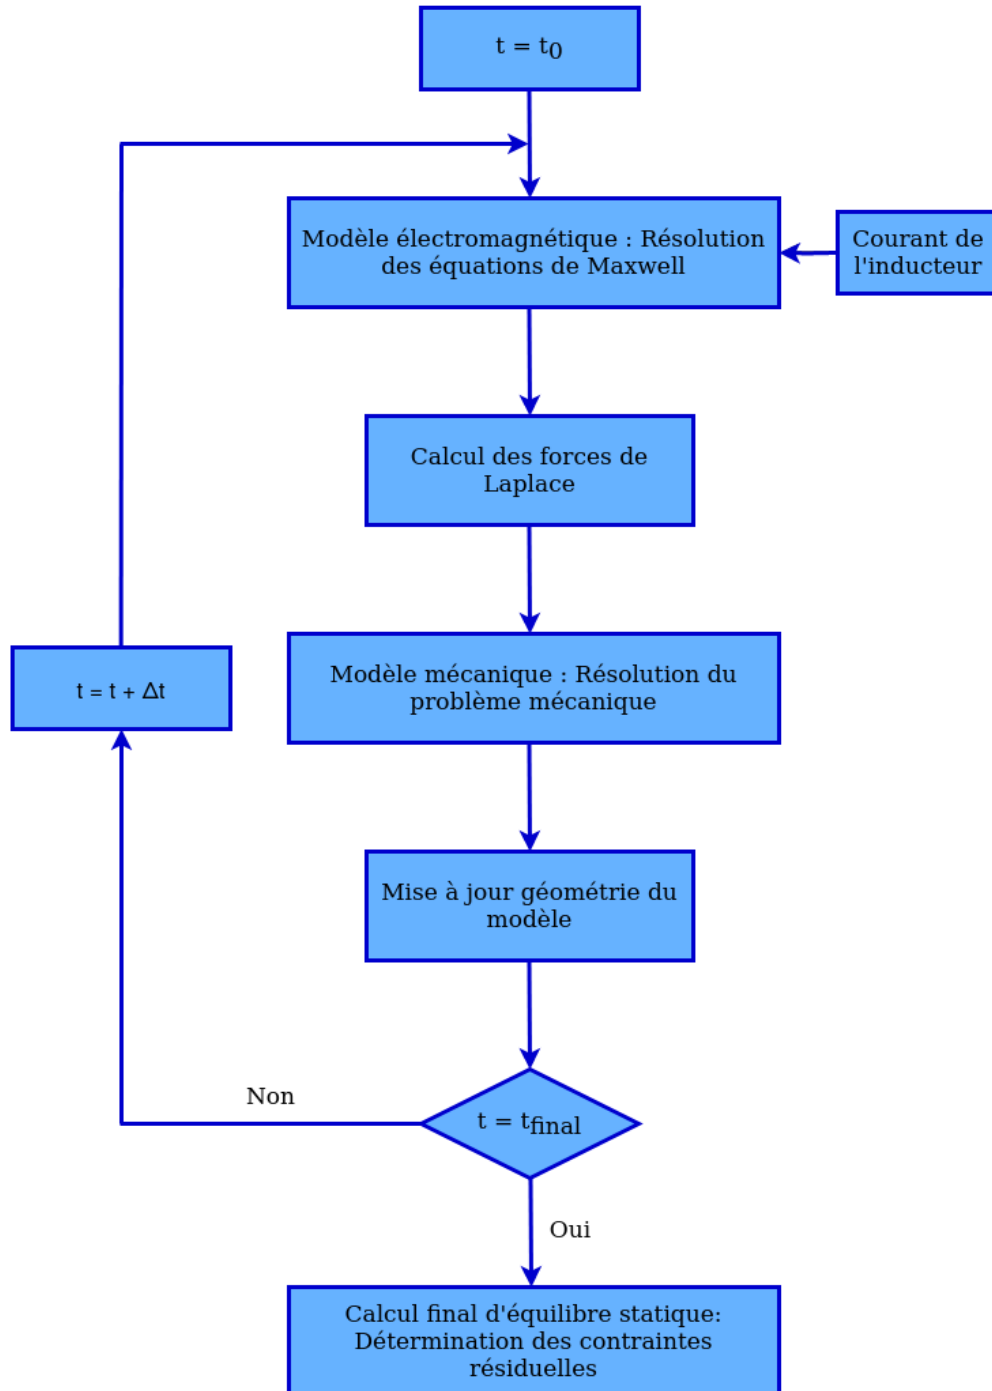 t = t0
Modèle électromagnétique : Résolution
des équations de Maxwell
Courant de
l'inducteur
Calcul des forces de
Laplace
Modèle mécanique : Résolution du
problème mécanique
t = t + Δt
Mise à jour géométrie du
modèle
Non
t = tfinal
Oui
Calcul final d'équilibre statique:
Détermination des contraintes
résiduelles